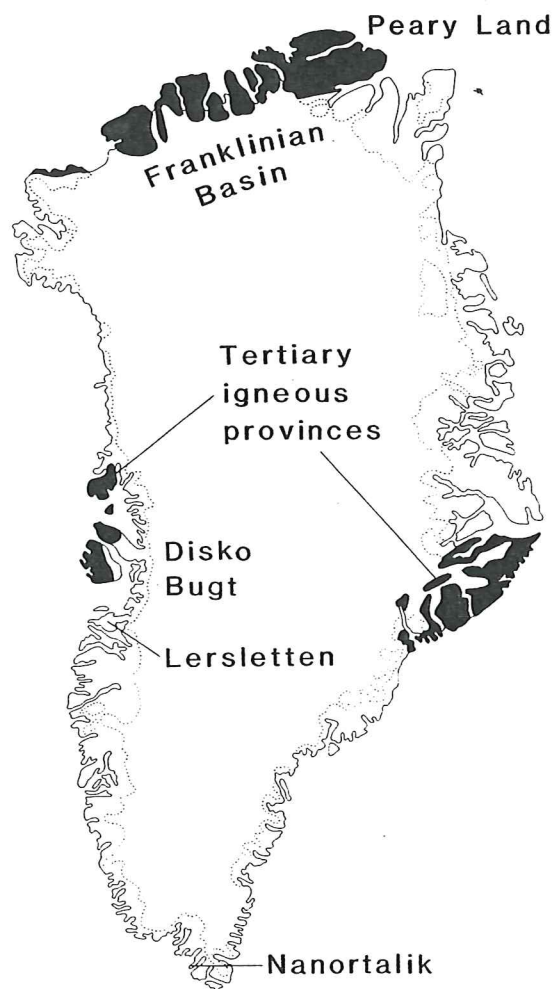 Peary Land
Franklinian
Basin
Tertiary
igneous
provinces
Disko
Bugt
Lersletten
Nanortalik